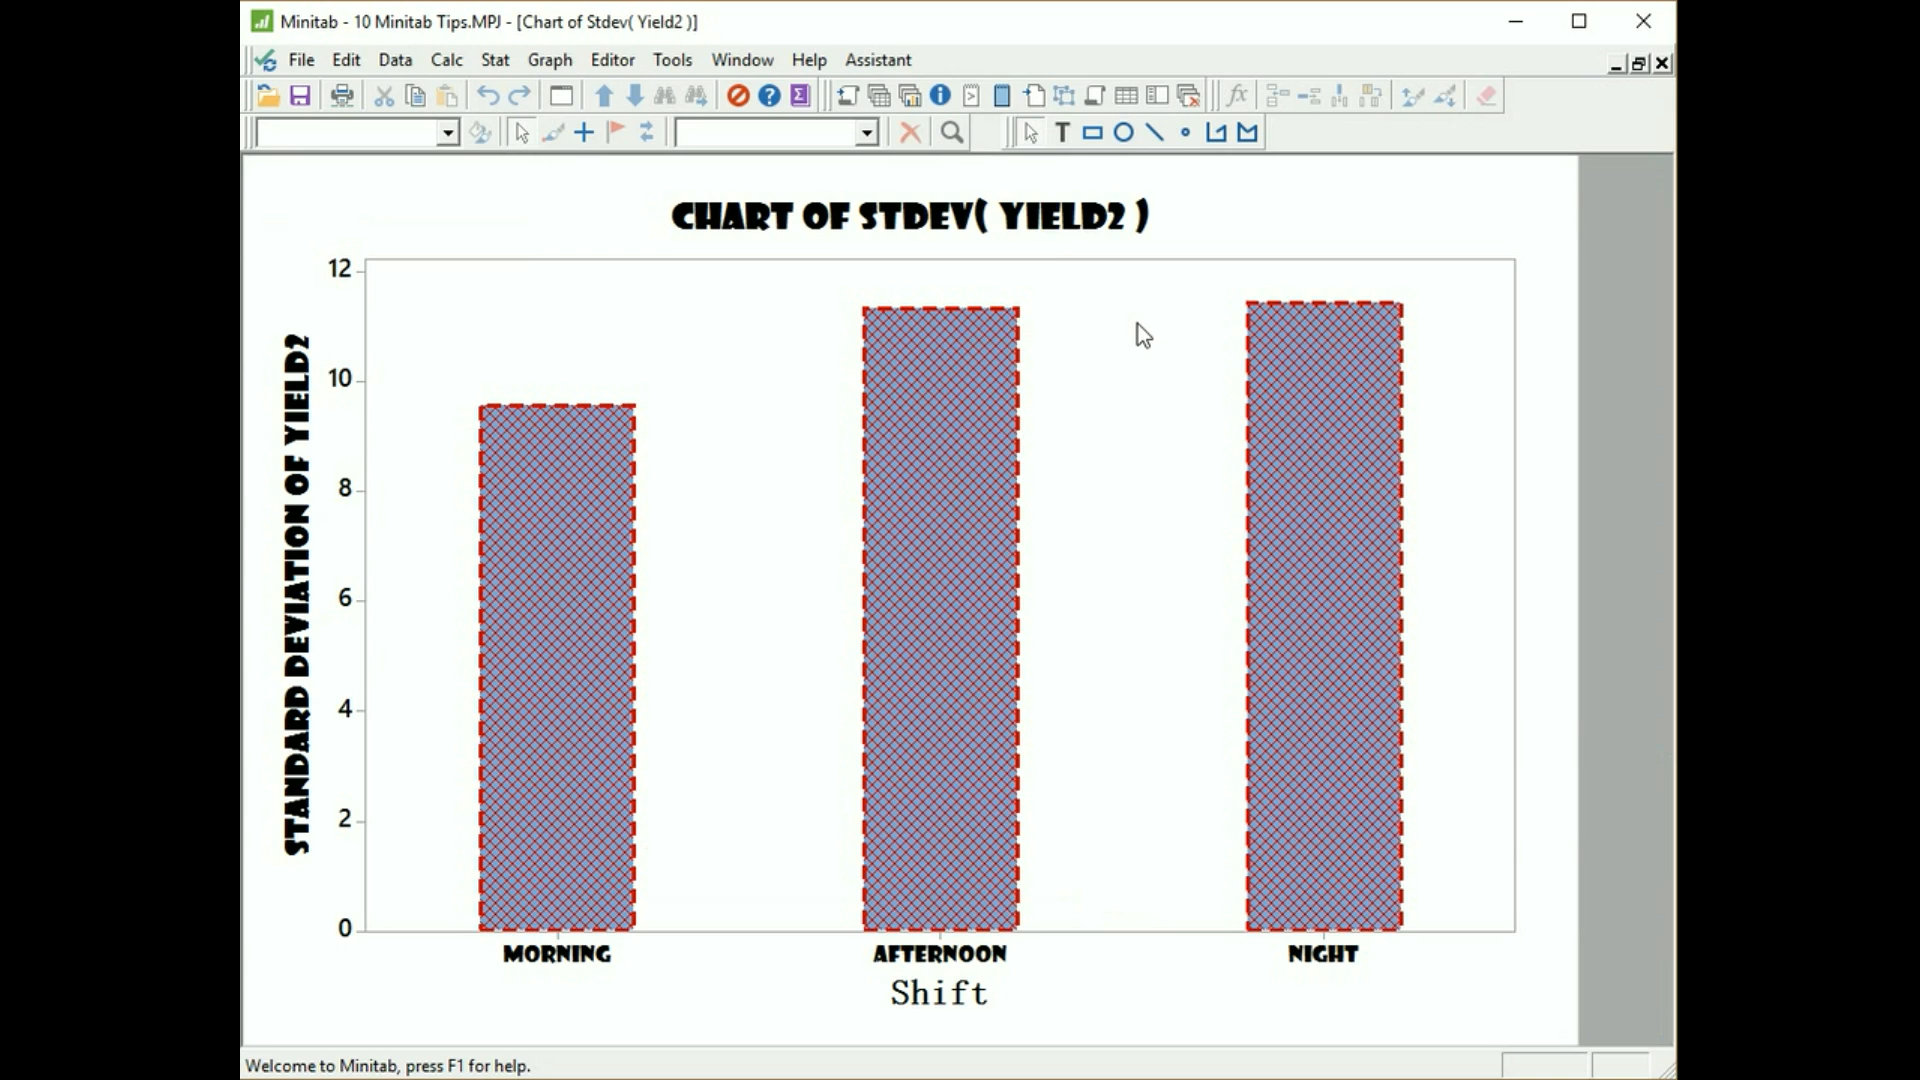 Minitab - 10 Minitab Tips.MPJ - [Chart of Stdev( Yield2 )]
File Edit Data Calc Stat Graph Editor Tools Window Help Assistant
CHART OF STDEV( YIELD2 )
STANDARD DEVIATION OF YIELD2
12
10
8
6
4
2
0
MORNING AFTERNOON NIGHT
Shift
Welcome to Minitab, press F1 for help.